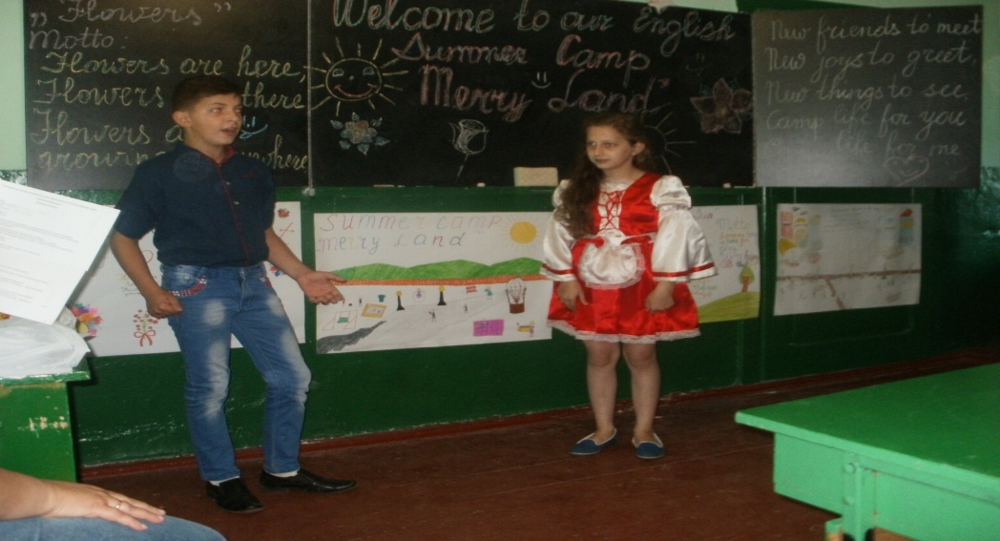 „Flowers”
Motto:
Flowers are here,
Flowers there
Flowers a
growing where
Welcome to our English
Summer Camp
„Merry Land”
New friends to meet
New joys to greet,
New things to see,
Camp life for you
for me
Summer camp
Merry Land